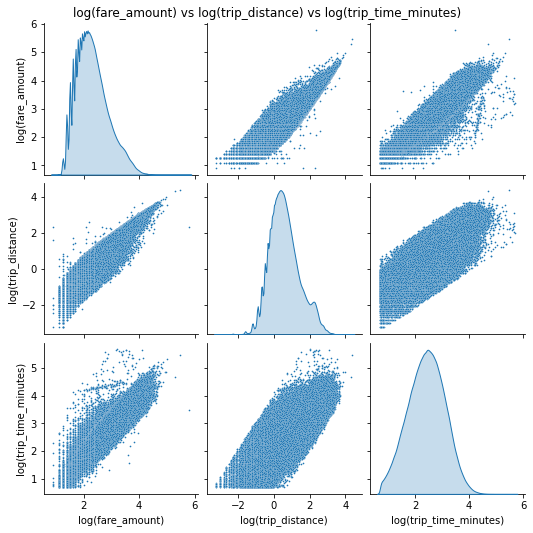 log(fare_amount) vs log(trip_distance) vs log(trip_time_minutes)
6
5
4
3
2
1
log(fare_amount)
4
2
0
−2
log(trip_distance)
5
4
3
2
1
log(trip_time_minutes)
2 4 6
−2 0 2 4
2 4 6
log(fare_amount) log(trip_distance) log(trip_time_minutes)